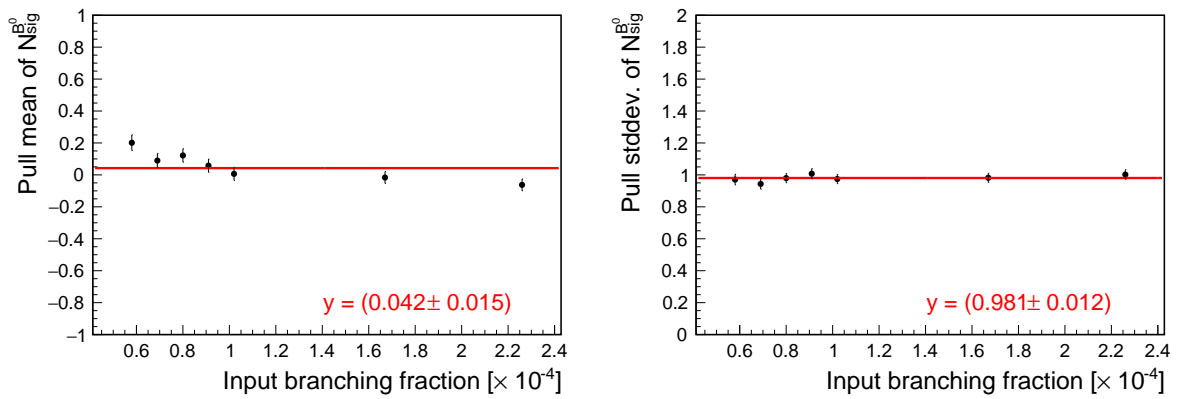 Pull mean of N_sig^B⁰
1
0.8
0.6
0.4
0.2
0
−0.2
−0.4
−0.6
−0.8
−1
y = (0.042± 0.015)
0.6 0.8 1 1.2 1.4 1.6 1.8 2 2.2 2.4
Input branching fraction [× 10⁻⁴]
Pull stddev. of N_sig^B⁰
2
1.8
1.6
1.4
1.2
1
0.8
0.6
0.4
0.2
0
y = (0.981± 0.012)
0.6 0.8 1 1.2 1.4 1.6 1.8 2 2.2 2.4
Input branching fraction [× 10⁻⁴]